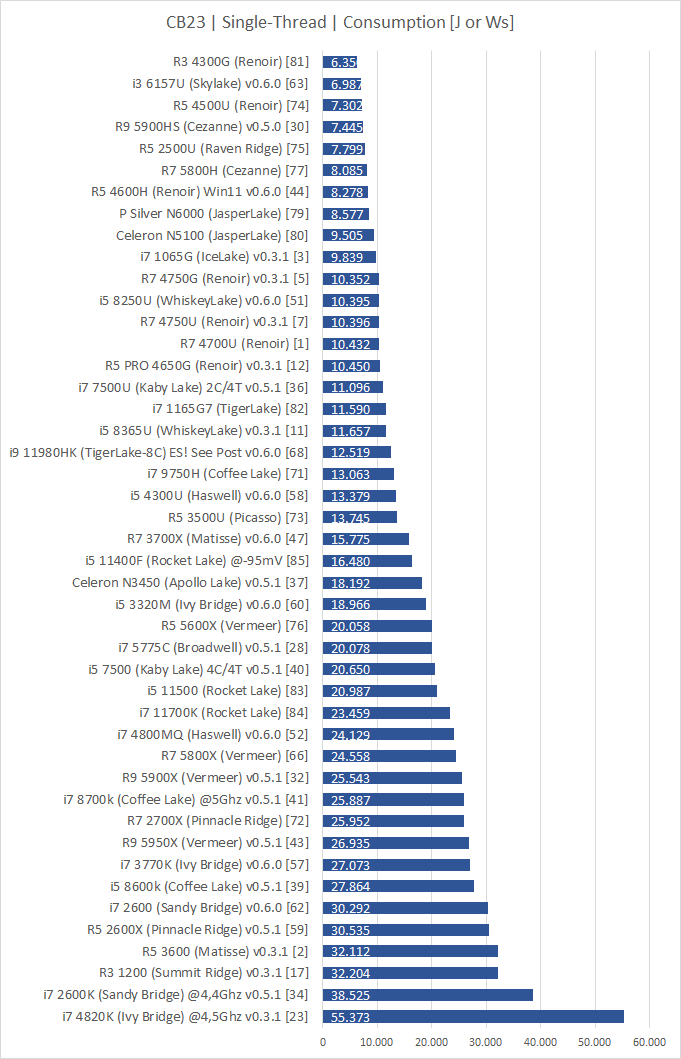 CB23 | Single-Thread | Consumption [J or Ws]
R3 4300G (Renoir) [81] 6.35
i3 6157U (Skylake) v0.6.0 [63] 6.987
R5 4500U (Renoir) [74] 7.302
R9 5900HS (Cezanne) v0.5.0 [30] 7.445
R5 2500U (Raven Ridge) [75] 7.799
R7 5800H (Cezanne) [77] 8.085
R5 4600H (Renoir) Win11 v0.6.0 [44] 8.278
P Silver N6000 (JasperLake) [79] 8.577
Celeron N5100 (JasperLake) [80] 9.505
i7 1065G (IceLake) v0.3.1 [3] 9.839
R7 4750G (Renoir) v0.3.1 [5] 10.352
i5 8250U (WhiskeyLake) v0.6.0 [51] 10.395
R7 4750U (Renoir) v0.3.1 [7] 10.396
R7 4700U (Renoir) [1] 10.432
R5 PRO 4650G (Renoir) v0.3.1 [12] 10.450
i7 7500U (Kaby Lake) 2C/4T v0.5.1 [36] 11.096
i7 1165G7 (TigerLake) [82] 11.590
i5 8365U (WhiskeyLake) v0.3.1 [11] 11.657
i9 11980HK (TigerLake-8C) ES! See Post v0.6.0 [68] 12.519
i7 9750H (Coffee Lake) [71] 13.063
i5 4300U (Haswell) v0.6.0 [58] 13.379
R5 3500U (Picasso) [73] 13.745
R7 3700X (Matisse) v0.6.0 [47] 15.775
i5 11400F (Rocket Lake) @-95mV [85] 16.480
Celeron N3450 (Apollo Lake) v0.5.1 [37] 18.192
i5 3320M (Ivy Bridge) v0.6.0 [60] 18.966
R5 5600X (Vermeer) [76] 20.058
i7 5775C (Broadwell) v0.5.1 [28] 20.078
i5 7500 (Kaby Lake) 4C/4T v0.5.1 [40] 20.650
i5 11500 (Rocket Lake) [83] 20.987
i7 11700K (Rocket Lake) [84] 23.459
i7 4800MQ (Haswell) v0.6.0 [52] 24.129
R7 5800X (Vermeer) [66] 24.558
R9 5900X (Vermeer) v0.5.1 [32] 25.543
i7 8700k (Coffee Lake) @5Ghz v0.5.1 [41] 25.887
R7 2700X (Pinnacle Ridge) [72] 25.952
R9 5950X (Vermeer) v0.5.1 [43] 26.935
i7 3770K (Ivy Bridge) v0.6.0 [57] 27.073
i5 8600k (Coffee Lake) v0.5.1 [39] 27.864
i7 2600 (Sandy Bridge) v0.6.0 [62] 30.292
R5 2600X (Pinnacle Ridge) v0.5.1 [59] 30.535
R5 3600 (Matisse) v0.3.1 [2] 32.112
R3 1200 (Summit Ridge) v0.3.1 [17] 32.204
i7 2600K (Sandy Bridge) @4,4Ghz v0.5.1 [34] 38.525
i7 4820K (Ivy Bridge) @4,5Ghz v0.3.1 [23] 55.373
0 10.000 20.000 30.000 40.000 50.000 60.000